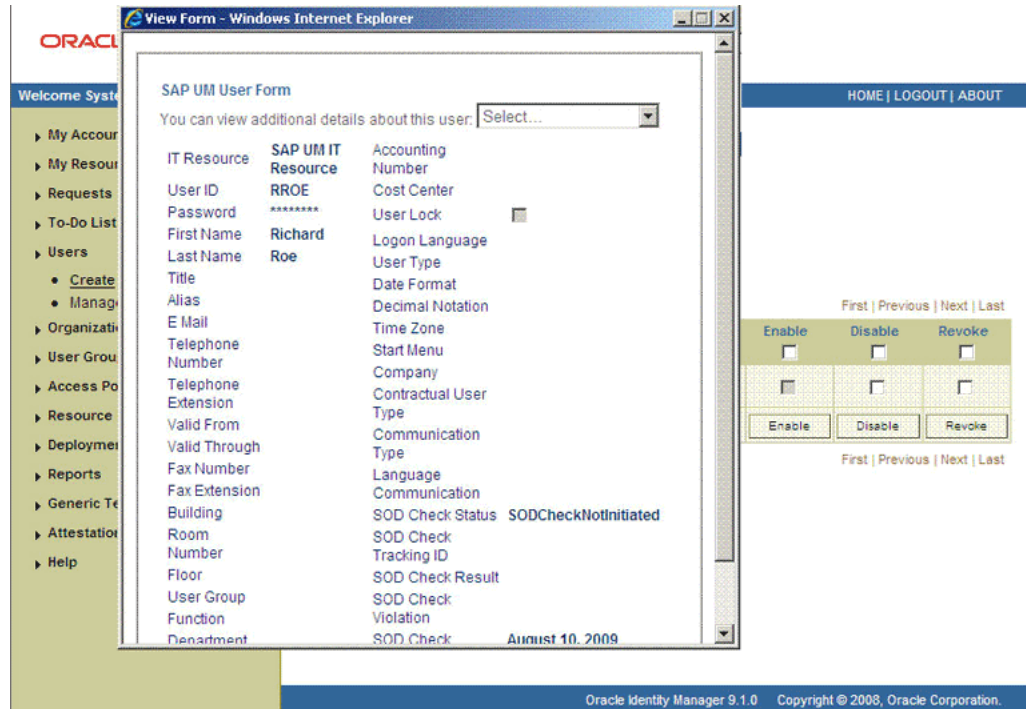 View Form - Windows Internet Explorer
ORACL
Welcome Syste
HOME | LOGOUT | ABOUT
My Accour
My Resour
Requests
To-Do List
Users
Create
Manag
Organizati
User Grou
Access Po
Resource
Deploymer
Reports
Generic Te
Attestation
Help
SAP UM User Form
You can view additional details about this user: Select...
IT Resource SAP UM IT
Resource
User ID RROE
Password ********
First Name Richard
Last Name Roe
Title
Alias
E Mail
Telephone
Number
Telephone
Extension
Valid From
Valid Through
Fax Number
Fax Extension
Building
Room
Number
Floor
User Group
Function
Department
Accounting
Number
Cost Center
User Lock
Logon Language
User Type
Date Format
Decimal Notation
Time Zone
Start Menu
Company
Contractual User
Type
Communication
Type
Language
Communication
SOD Check Status SODCheckNotInitiated
SOD Check
Tracking ID
SOD Check Result
SOD Check
Violation
SOD Check August 10, 2009
First | Previous | Next | Last
Enable Disable Revoke
Enable Disable Revoke
First | Previous | Next | Last
Oracle Identity Manager 9.1.0 Copyright © 2008, Oracle Corporation.